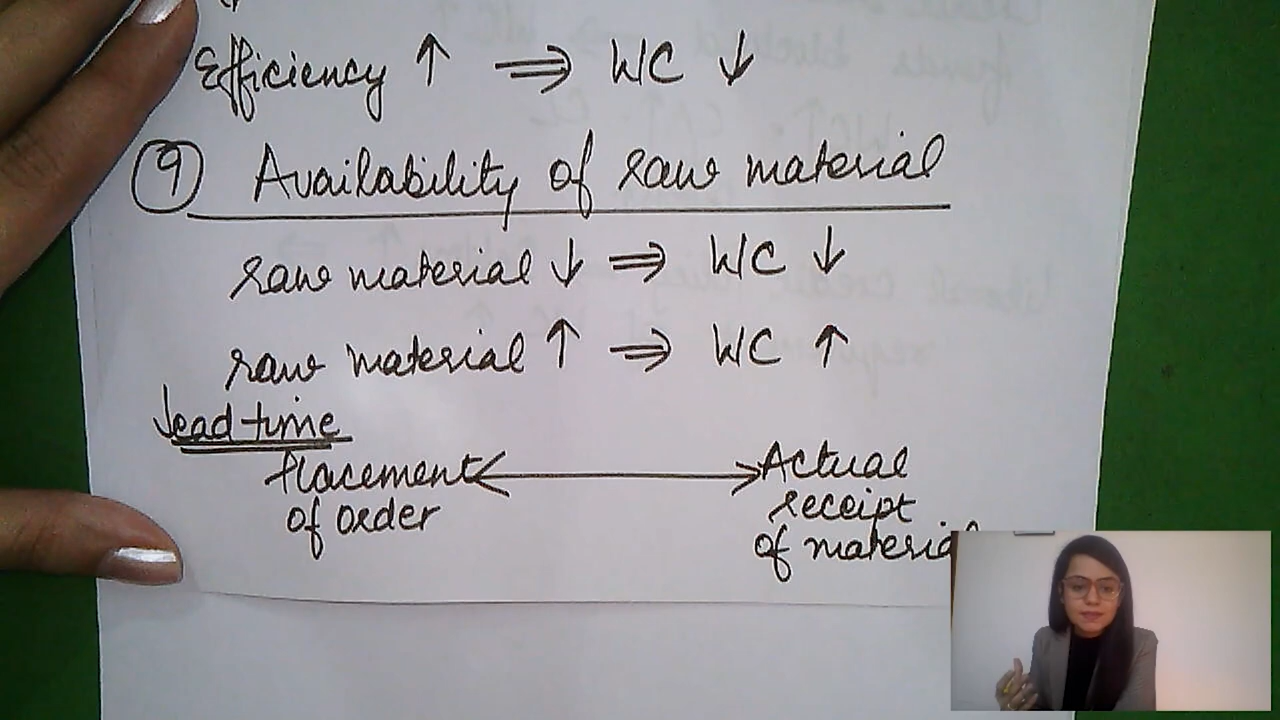 Efficiency ↑ ⇒ WC ↓
9 Availability of raw material
raw material ↓ ⇒ WC ↓
raw material ↑ ⇒ WC ↑
Lead time
Placement ↔ Actual
of order receipt
of material